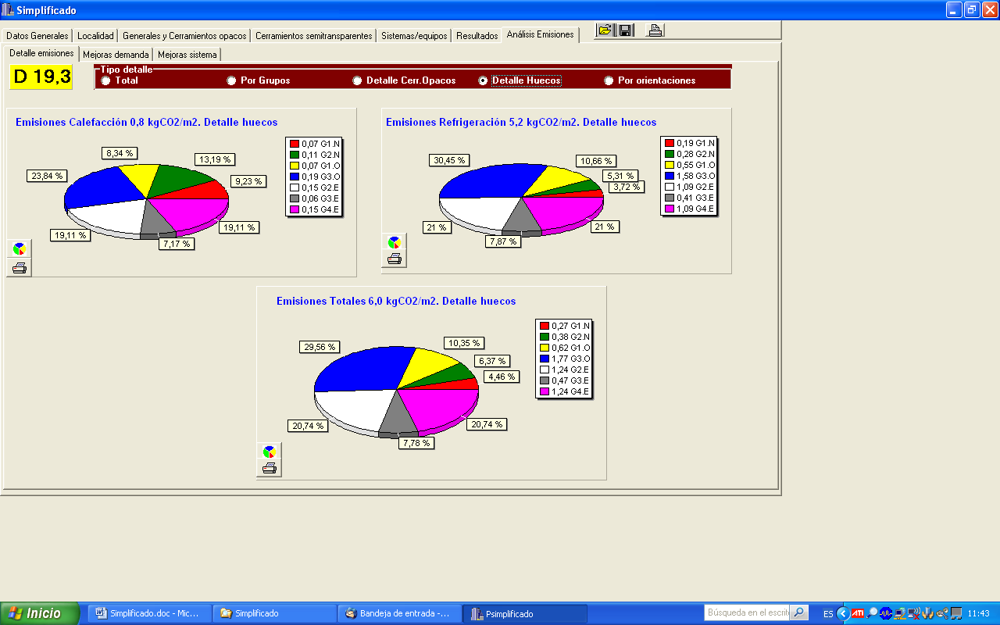 Simplificado
Datos Generales
Localidad
Generales y Cerramientos opacos
Cerramientos semitransparentes
Sistemas/equipos
Resultados
Análisis Emisiones
Detalle emisiones
Mejoras demanda
Mejoras sistema
D 19,3
Tipo detalle
Total
Por Grupos
Detalle Cerr.Opacos
Detalle Huecos
Por orientaciones
Emisiones Calefacción 0,8 kgCO2/m2. Detalle huecos
8,34 %
13,19 %
23,84 %
9,23 %
19,11 %
19,11 %
7,17 %
0,07 G1.N
0,11 G2.N
0,07 G1.O
0,19 G3.O
0,15 G2.E
0,06 G3.E
0,15 G4.E
Emisiones Refrigeración 5,2 kgCO2/m2. Detalle huecos
30,45 %
10,66 %
5,31 %
3,72 %
21 %
21 %
7,87 %
0,19 G1.N
0,28 G2.N
0,55 G1.O
1,58 G3.O
1,09 G2.E
0,41 G3.E
1,09 G4.E
Emisiones Totales 6,0 kgCO2/m2. Detalle huecos
29,56 %
10,35 %
6,37 %
4,46 %
20,74 %
20,74 %
7,78 %
0,27 G1.N
0,38 G2.N
0,62 G1.O
1,77 G3.O
1,24 G2.E
0,47 G3.E
1,24 G4.E
Inicio
Simplificado.doc - Mic...
Simplificado
Bandeja de entrada -...
Psimplificado
Búsqueda en el escrit
ES
ATI
11:43